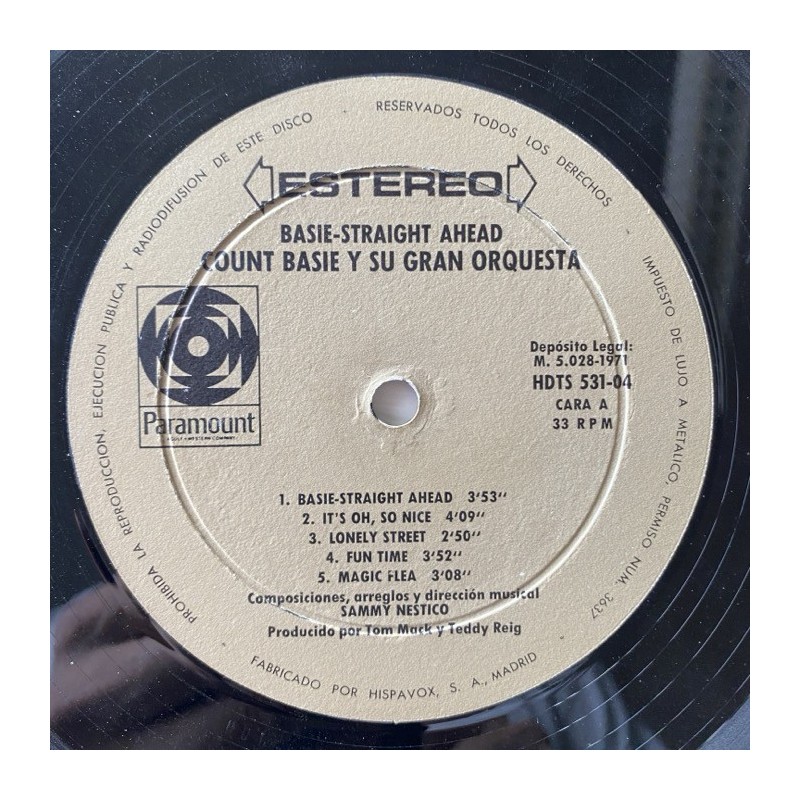 PROHIBIDA LA REPRODUCCION, EJECUCION PUBLICA Y RADIODIFUSION DE ESTE DISCO
RESERVADOS TODOS LOS DERECHOS
IMPUESTO DE LUJO A METALICO, PERMISO NUM. 3637
ESTEREO
BASIE-STRAIGHT AHEAD
COUNT BASIE Y SU GRAN ORQUESTA
Paramount
A GULF + WESTERN COMPANY
Depósito Legal:
M. 5.028-1971
HDTS 531-04
CARA A
33 RPM
1. BASIE-STRAIGHT AHEAD 3'53''
2. IT'S OH, SO NICE 4'09''
3. LONELY STREET 2'50''
4. FUN TIME 3'52''
5. MAGIC FLEA 3'08''
Composiciones, arreglos y dirección musical
SAMMY NESTICO
Producido por Tom Mack y Teddy Reig
FABRICADO POR HISPAVOX, S. A., MADRID